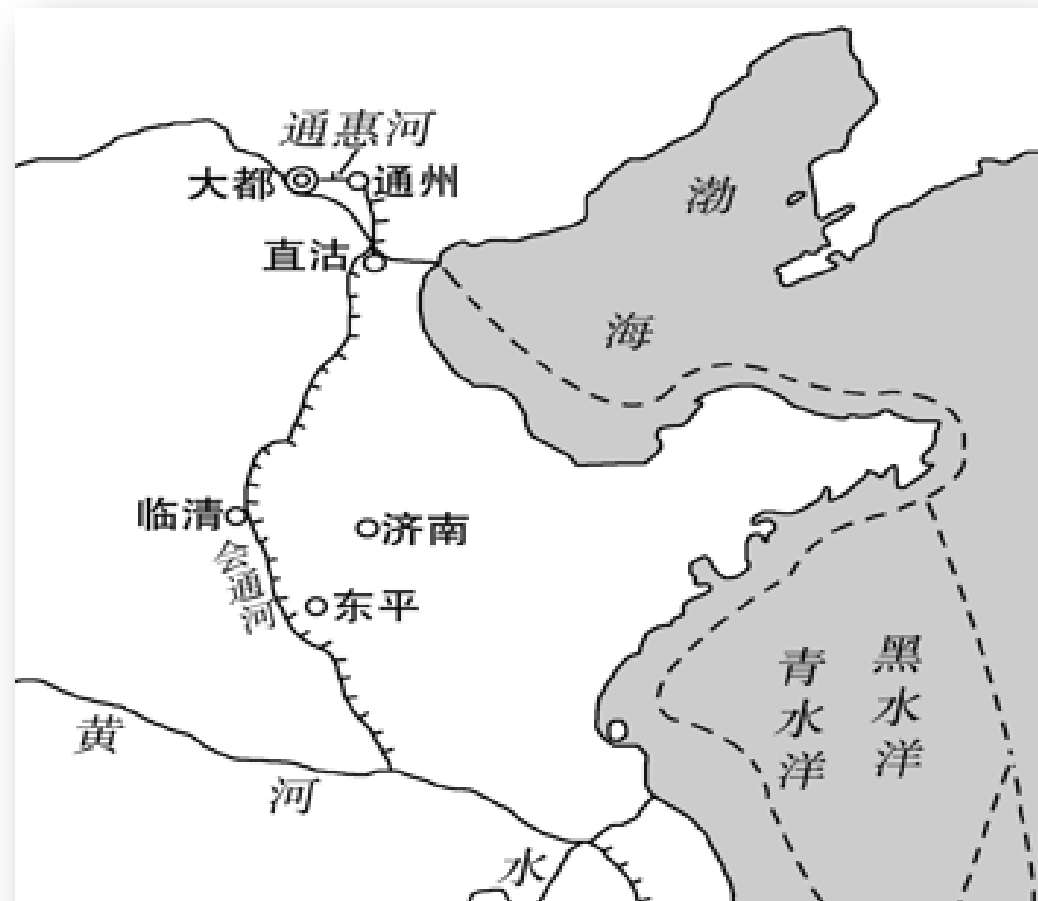 通惠河
大都
通州
渤
直沽
海
临清
济南
会通河
东平
青水洋
黑水洋
黄
河
水